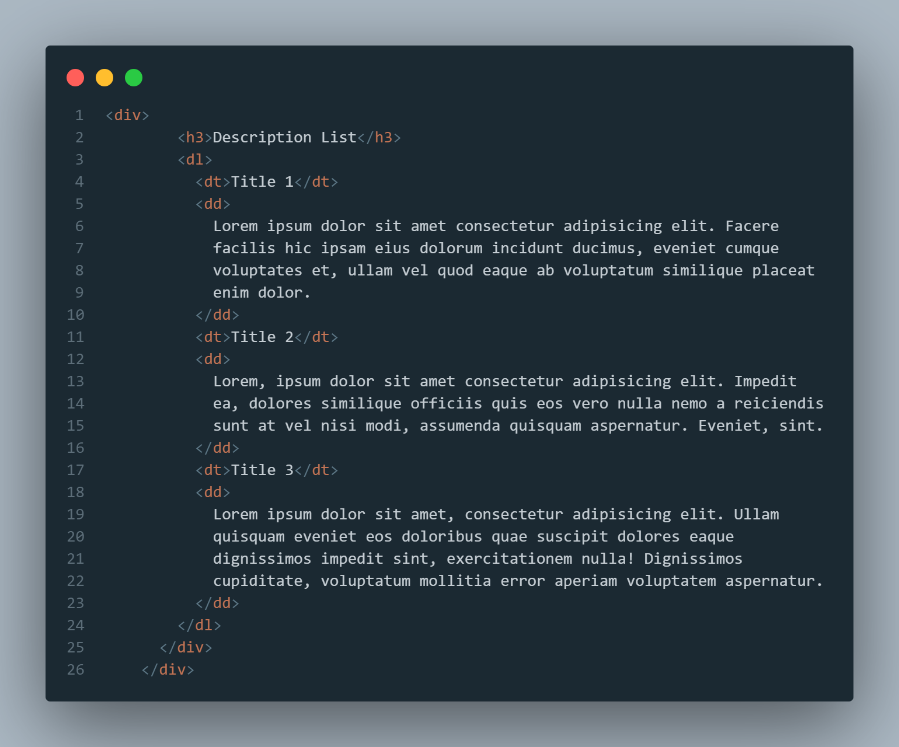 1 <div>
2 <h3>Description List</h3>
3 <dl>
4 <dt>Title 1</dt>
5 <dd>
6 Lorem ipsum dolor sit amet consectetur adipisicing elit. Facere
7 facilis hic ipsam eius dolorum incidunt ducimus, eveniet cumque
8 voluptates et, ullam vel quod eaque ab voluptatum similique placeat
9 enim dolor.
10 </dd>
11 <dt>Title 2</dt>
12 <dd>
13 Lorem, ipsum dolor sit amet consectetur adipisicing elit. Impedit
14 ea, dolores similique officiis quis eos vero nulla nemo a reiciendis
15 sunt at vel nisi modi, assumenda quisquam aspernatur. Eveniet, sint.
16 </dd>
17 <dt>Title 3</dt>
18 <dd>
19 Lorem ipsum dolor sit amet, consectetur adipisicing elit. Ullam
20 quisquam eveniet eos doloribus quae suscipit dolores eaque
21 dignissimos impedit sint, exercitationem nulla! Dignissimos
22 cupiditate, voluptatum mollitia error aperiam voluptatem aspernatur.
23 </dd>
24 </dl>
25 </div>
26 </div>